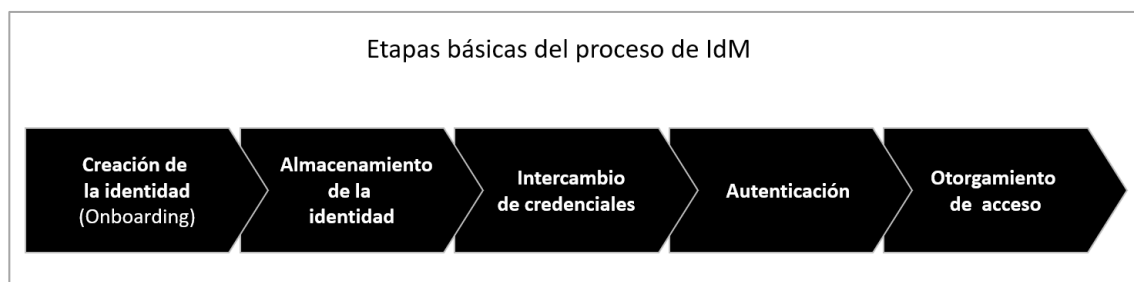 Etapas básicas del proceso de IdM
Creación de
la identidad
(Onboarding)
Almacenamiento
de la
identidad
Intercambio
de credenciales
Autenticación
Otorgamiento
de acceso